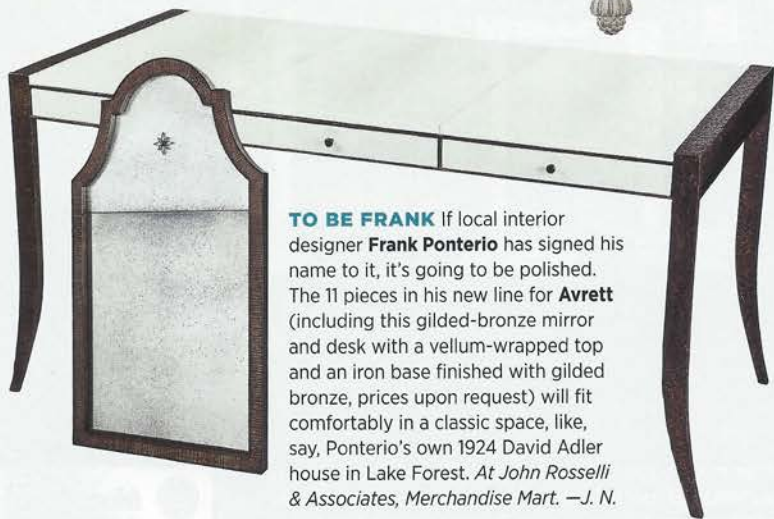 TO BE FRANK If local interior
designer Frank Ponterio has signed his
name to it, it's going to be polished.
The 11 pieces in his new line for Avrett
(including this gilded-bronze mirror
and desk with a vellum-wrapped top
and an iron base finished with gilded
bronze, prices upon request) will fit
comfortably in a classic space, like,
say, Ponterio's own 1924 David Adler
house in Lake Forest. At John Rosselli
& Associates, Merchandise Mart. —J. N.